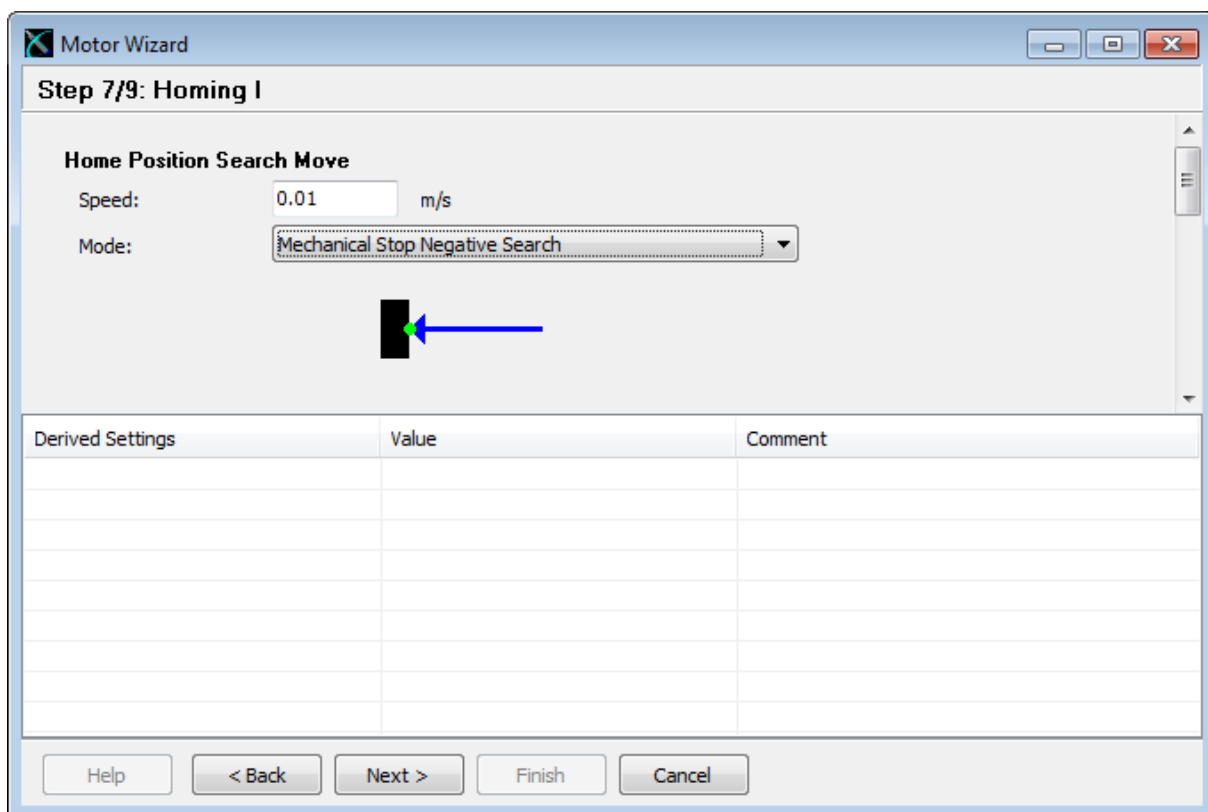 Motor Wizard
Step 7/9: Homing I
Home Position Search Move
Speed: 0.01 m/s
Mode: Mechanical Stop Negative Search
Derived Settings Value Comment
Help < Back Next > Finish Cancel